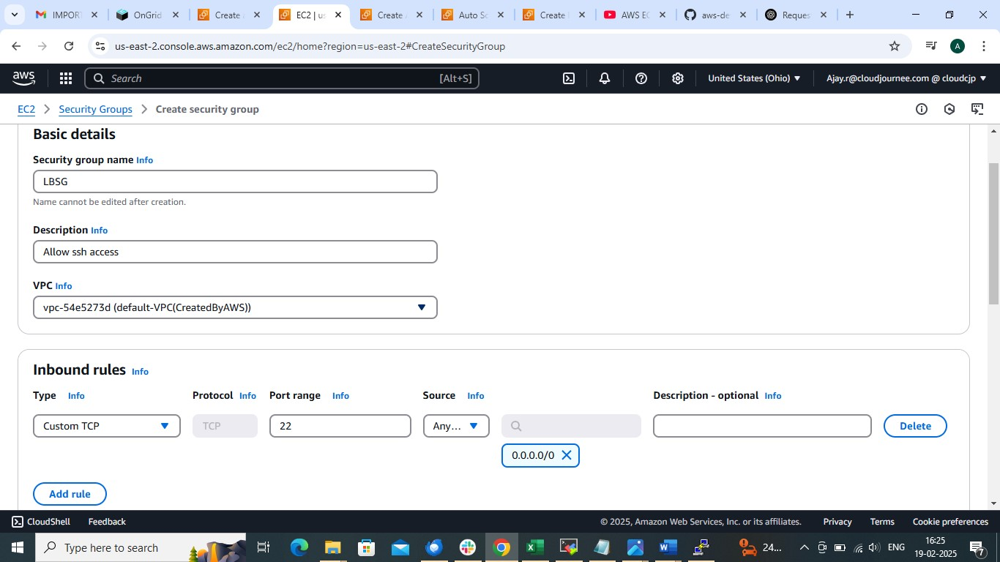 IMPORT
OnGrid
Create
EC2 | us
Create
Auto Sc
Create
AWS EC
aws-de
Reques
us-east-2.console.aws.amazon.com/ec2/home?region=us-east-2#CreateSecurityGroup
A
aws
Search
[Alt+S]
United States (Ohio)
Ajay.r@cloudjournee.com @ cloudcjp
EC2 > Security Groups > Create security group
Basic details
Security group name Info
LBSG
Name cannot be edited after creation.
Description Info
Allow ssh access
VPC Info
vpc-54e5273d (default-VPC(CreatedByAWS))
Inbound rules Info
Type Info Protocol Info Port range Info Source Info Description - optional Info
Custom TCP TCP 22 Any... Delete
0.0.0.0/0
Add rule
CloudShell Feedback © 2025, Amazon Web Services, Inc. or its affiliates. Privacy Terms Cookie preferences
Type here to search
24...
ENG
16:25
19-02-2025
7